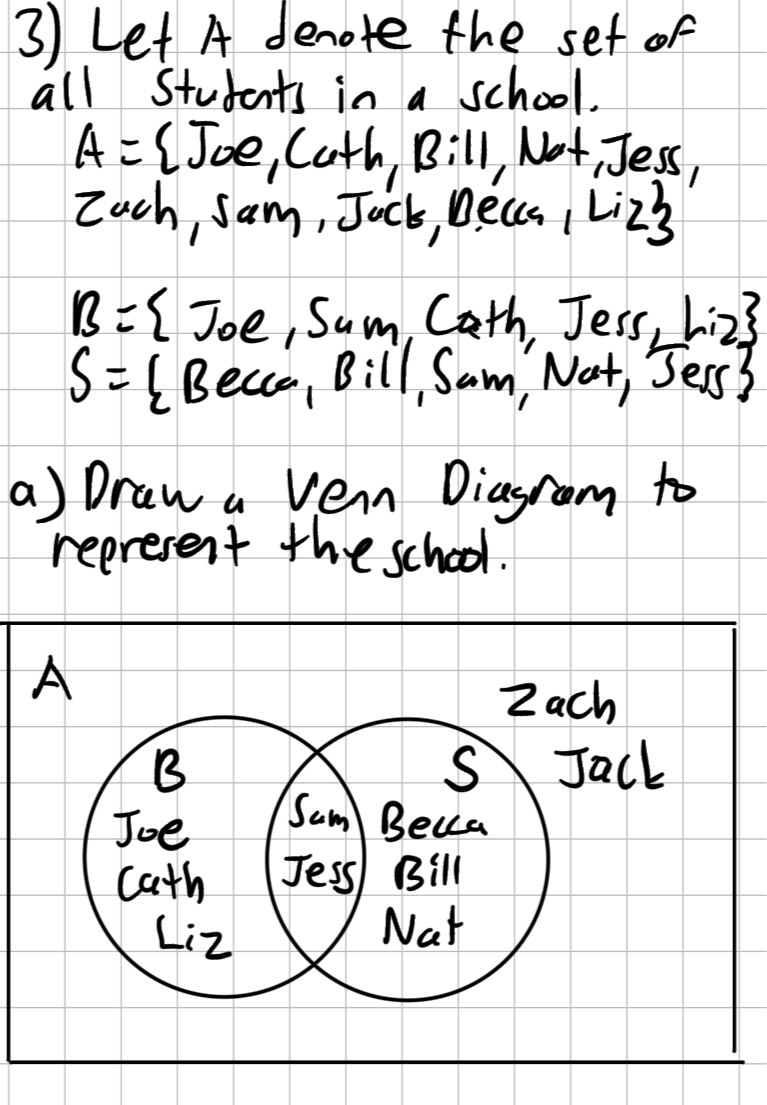 3) Let A denote the set of
all Students in a school.
A = {Joe, Cath, Bill, Nat, Jess,
Zach, Sam, Jack, Becca, Liz}
B = { Joe, Sam, Cath, Jess, Liz}
S = { Becca, Bill, Sam, Nat, Jess}
a) Draw a Venn Diagram to
represent the school.
A
Zach
Jack
B
S
Joe
Cath
Liz
Sam
Jess
Becca
Bill
Nat